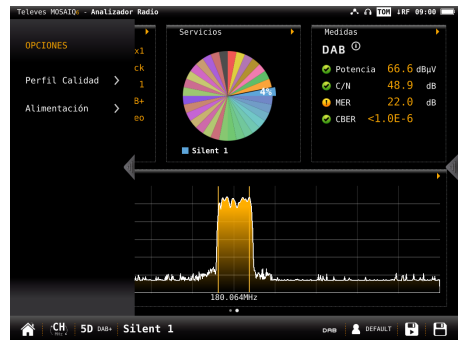 Televes MOSAIQ6 - Analizador Radio
TOM ↓RF 09:00
OPCIONES
Perfil Calidad >
Alimentación >
x1
ck
1
B+
eo
Servicios
4%
Silent 1
Medidas
DAB
Potencia 66.6 dBµV
C/N 48.9 dB
MER 22.0 dB
CBER <1.0E-6
180.064MHz
CH 5D DAB+ Silent 1
DAB DEFAULT